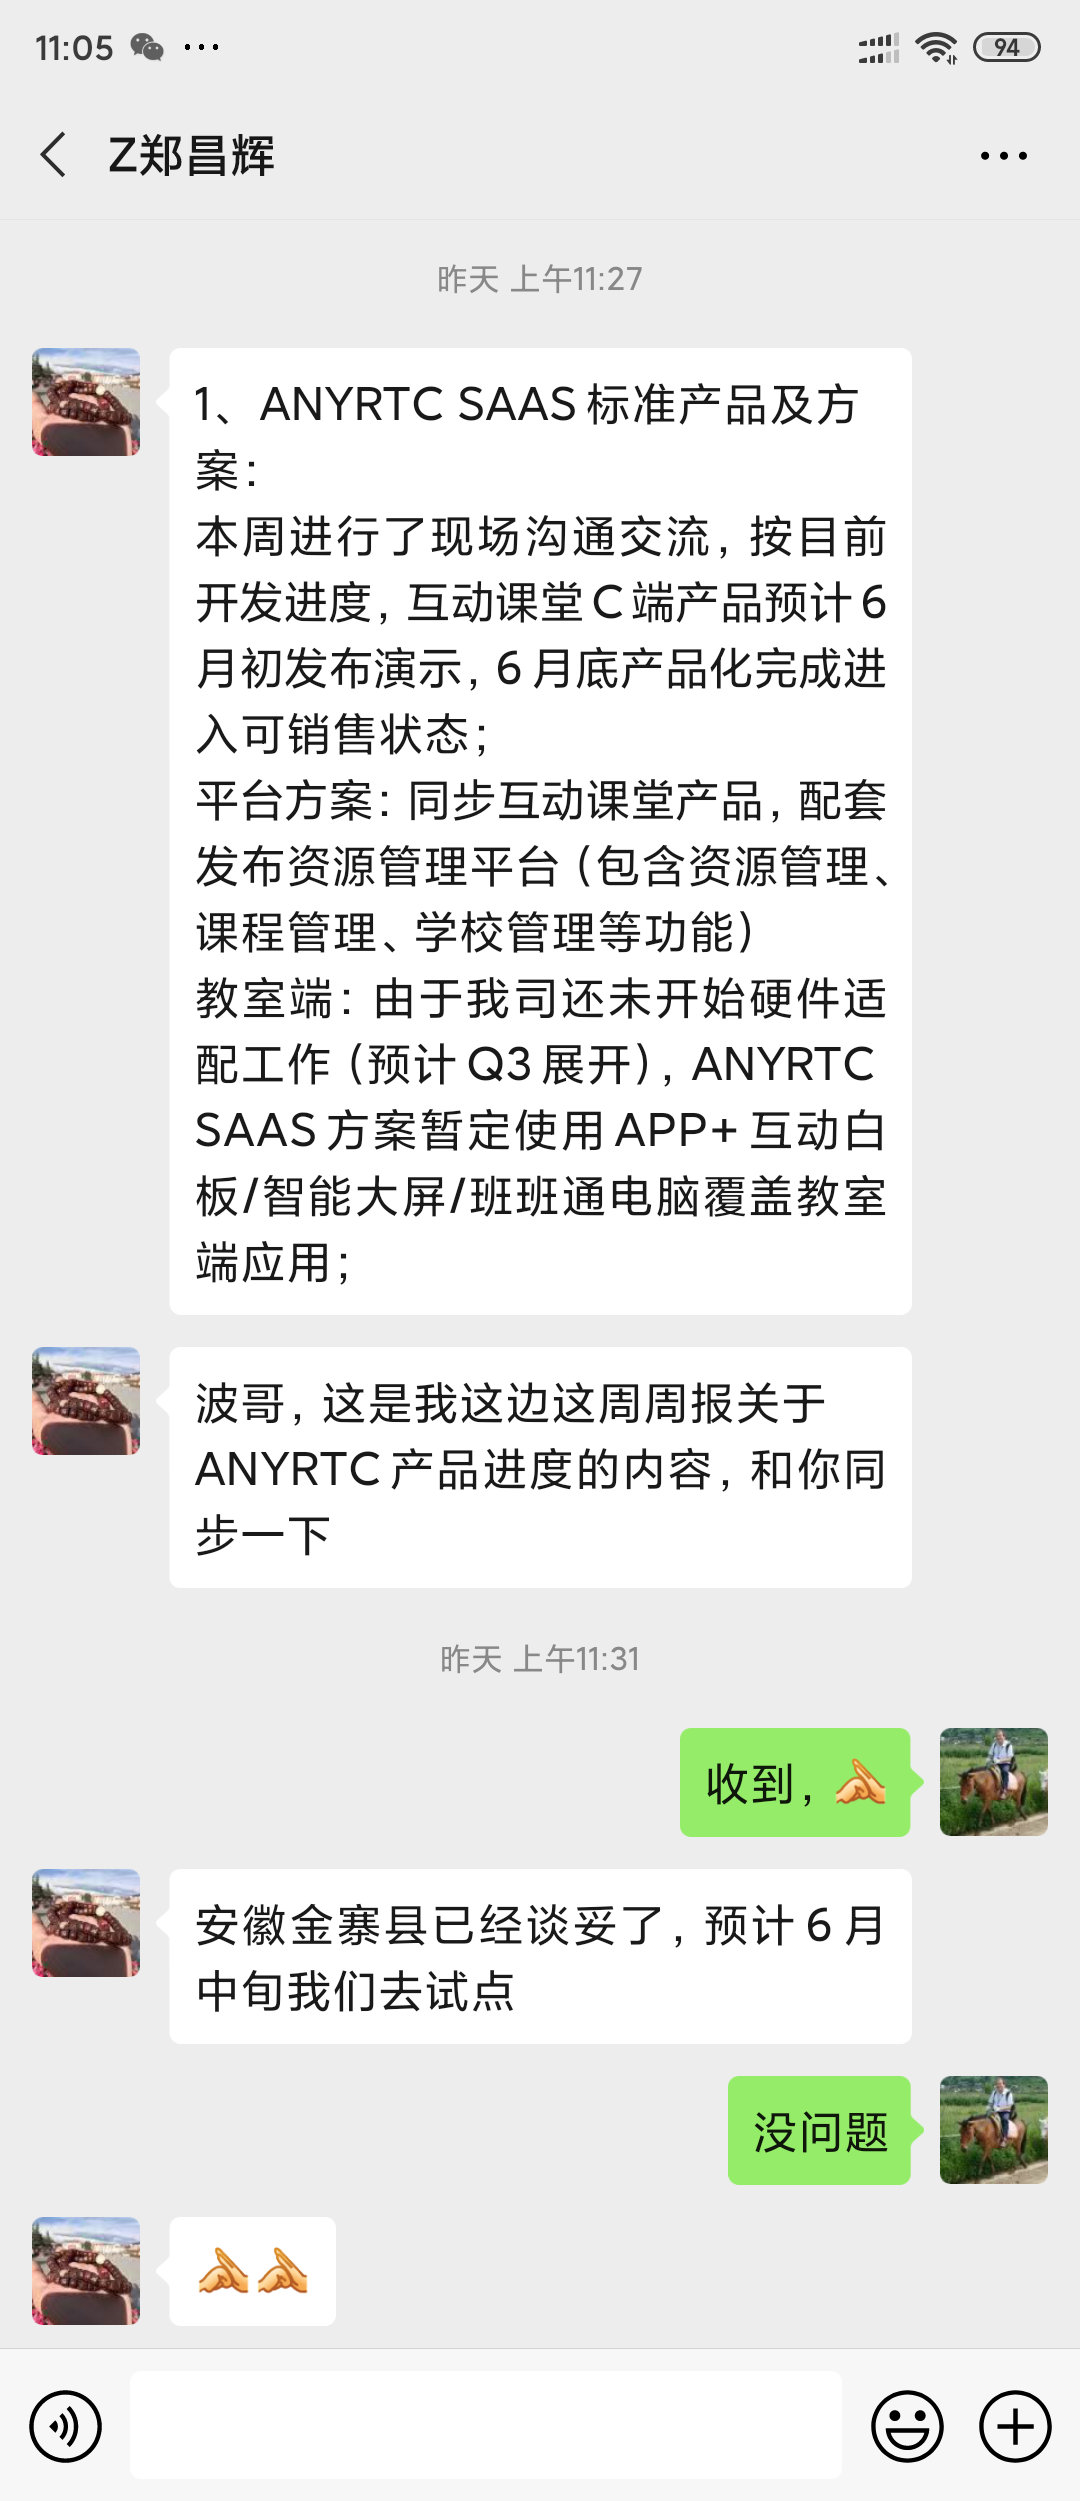 11:05
94
Z郑昌辉
昨天 上午11:27
1、ANYRTC SAAS标准产品及方
案：
本周进行了现场沟通交流，按目前
开发进度，互动课堂C端产品预计6
月初发布演示，6月底产品化完成进
入可销售状态；
平台方案：同步互动课堂产品，配套
发布资源管理平台（包含资源管理、
课程管理、学校管理等功能）
教室端：由于我司还未开始硬件适
配工作（预计Q3展开），ANYRTC
SAAS方案暂定使用APP+互动白
板/智能大屏/班班通电脑覆盖教室
端应用；
波哥，这是我这边这周周报关于
ANYRTC产品进度的内容，和你同
步一下
昨天 上午11:31
收到，
安徽金寨县已经谈妥了，预计6月
中旬我们去试点
没问题